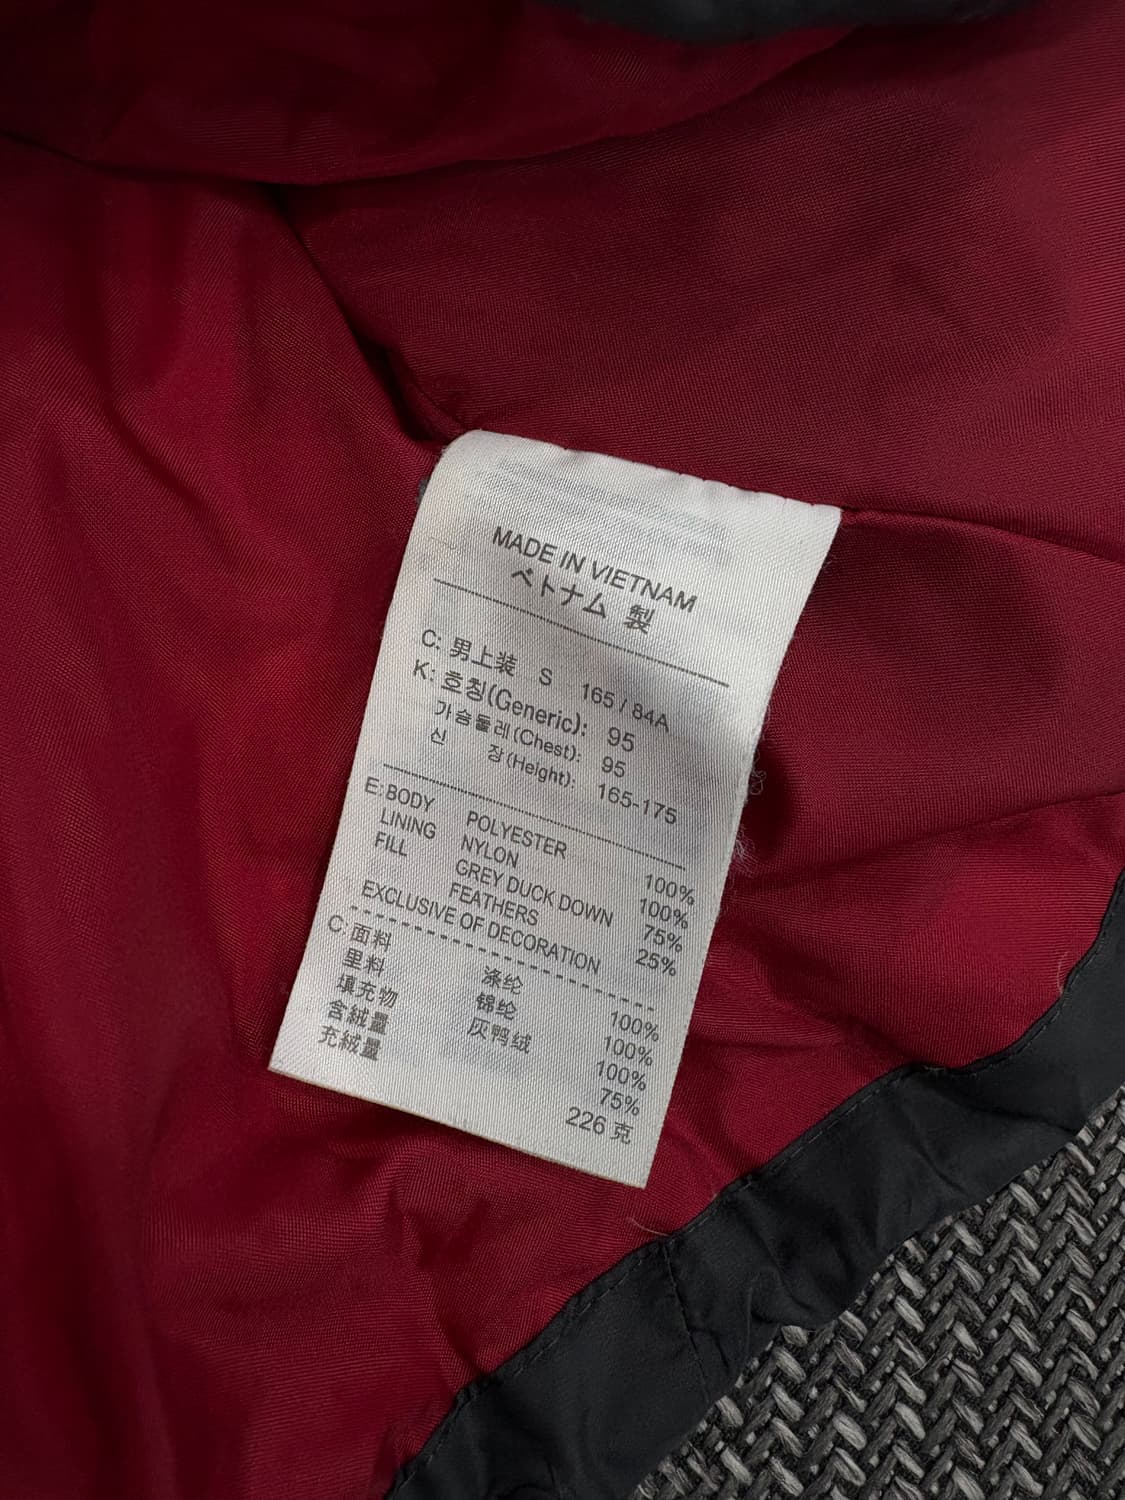 MADE IN VIETNAM
ベトナム 製
C: 男上装 S 165 / 84A
K: 호칭(Generic): 95
가슴둘레(Chest): 95
신 장(Height): 165-175
E: BODY POLYESTER 100%
LINING NYLON 100%
FILL GREY DUCK DOWN 75%
FEATHERS 25%
EXCLUSIVE OF DECORATION
C: 面料 涤纶 100%
里料 锦纶 100%
填充物 灰鸭绒 100%
含絨量 75%
充絨量 226 克